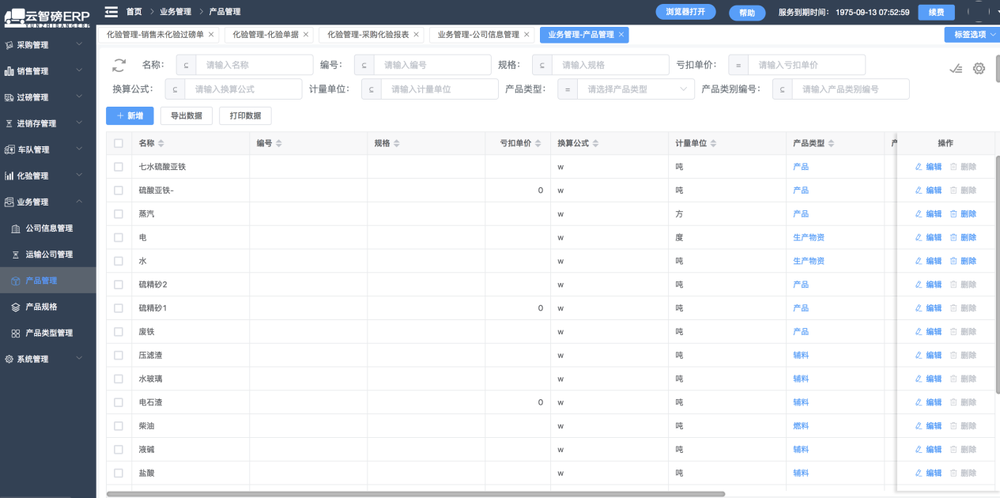 云智磅ERP
YUNZHIBANGERP
首页 > 业务管理 > 产品管理
浏览器打开
帮助
服务到期时间: 1975-09-13 07:52:59
续费
化验管理-销售未化验过磅单 ×
化验管理-化验单据 ×
化验管理-采购化验报表 ×
业务管理-公司信息管理 ×
业务管理-产品管理 ×
标签选项
采购管理
销售管理
过磅管理
进销存管理
车队管理
化验管理
业务管理
公司信息管理
运输公司管理
产品管理
产品规格
产品类型管理
系统管理
名称: ⊂ 请输入名称 编号: ⊂ 请输入编号 规格: ⊂ 请输入规格 亏扣单价: = 请输入亏扣单价
换算公式: ⊂ 请输入换算公式 计量单位: ⊂ 请输入计量单位 产品类型: = 请选择产品类型 产品类别编号: ⊂ 请输入产品类别编号
+ 新增 导出数据 打印数据
名称 编号 规格 亏扣单价 换算公式 计量单位 产品类型 操作
七水硫酸亚铁 w 吨 产品 编辑 删除
硫酸亚铁- 0 w 吨 产品 编辑 删除
蒸汽 w 方 产品 编辑 删除
电 w 度 生产物资 编辑 删除
水 w 吨 生产物资 编辑 删除
硫精砂2 w 吨 产品 编辑 删除
硫精砂1 0 w 吨 产品 编辑 删除
废铁 w 吨 产品 编辑 删除
压滤渣 w 吨 辅料 编辑 删除
水玻璃 w 吨 辅料 编辑 删除
电石渣 0 w 吨 辅料 编辑 删除
柴油 w 吨 燃料 编辑 删除
液碱 w 吨 辅料 编辑 删除
盐酸 w 吨 辅料 编辑 删除